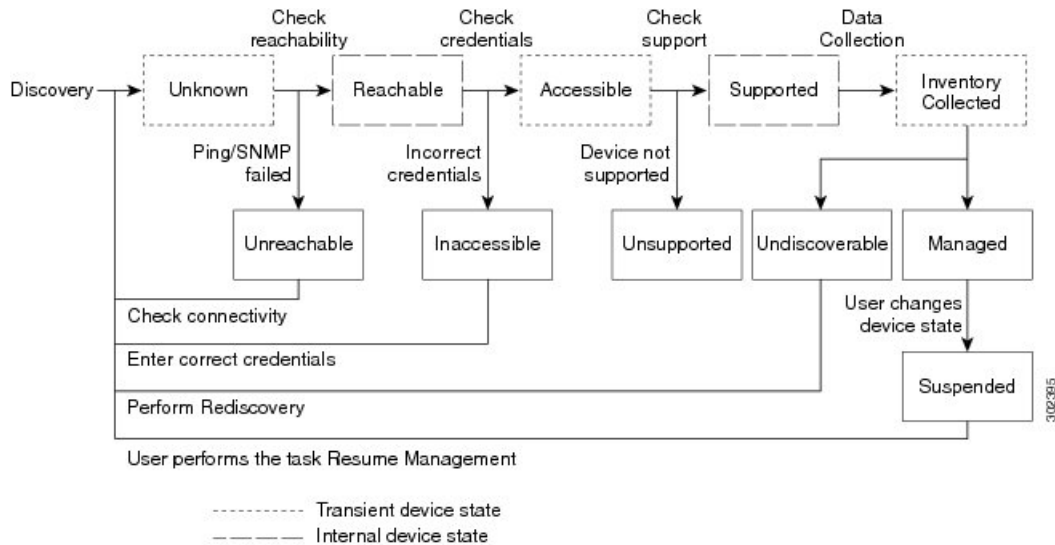 Check
reachability
Check
credentials
Check
support
Data
Collection
Discovery
Unknown
Reachable
Accessible
Supported
Inventory
Collected
Ping/SNMP
failed
Incorrect
credentials
Device not
supported
Unreachable
Inaccessible
Unsupported
Undiscoverable
Managed
Check connectivity
User changes
device state
Enter correct credentials
Suspended
302395
Perform Rediscovery
User performs the task Resume Management
Transient device state
Internal device state